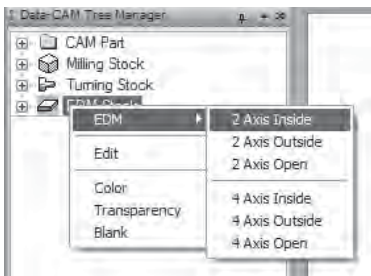 Data-CAM Tree Manager
CAM Part
Milling Stock
Turning Stock
EDM Stock
EDM
Edit
Color
Transparency
Blank
2 Axis Inside
2 Axis Outside
2 Axis Open
4 Axis Inside
4 Axis Outside
4 Axis Open